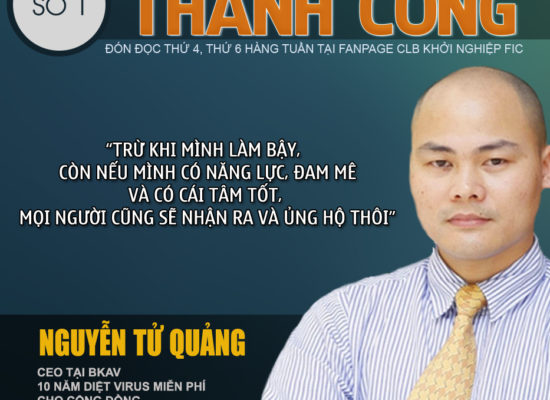 SỐ 1
THÀNH CÔNG
ĐÓN ĐỌC THỨ 4, THỨ 6 HÀNG TUẦN TẠI FANPAGE CLB KHỞI NGHIỆP FIC
“TRỪ KHI MÌNH LÀM BẬY,
CÒN NẾU MÌNH CÓ NĂNG LỰC, ĐAM MÊ
VÀ CÓ CÁI TÂM TỐT,
MỌI NGƯỜI CŨNG SẼ NHẬN RA VÀ ỦNG HỘ THÔI”
NGUYỄN TỬ QUẢNG
CEO TẠI BKAV
10 NĂM DIỆT VIRUS MIỄN PHÍ
CHO CỘNG ĐỒNG